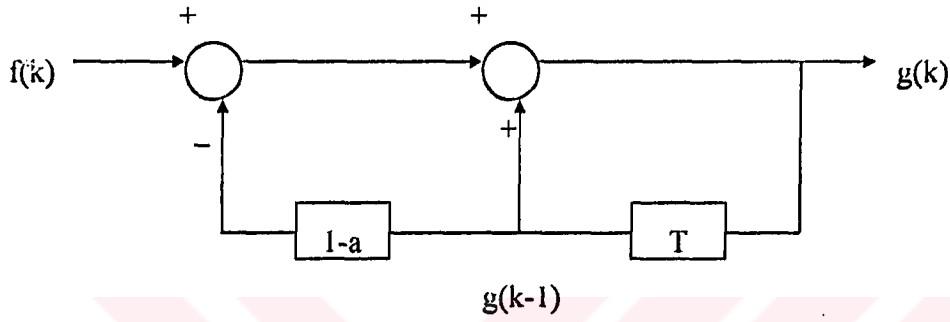 + +
f(k) g(k)
− +
1-a T
g(k-1)